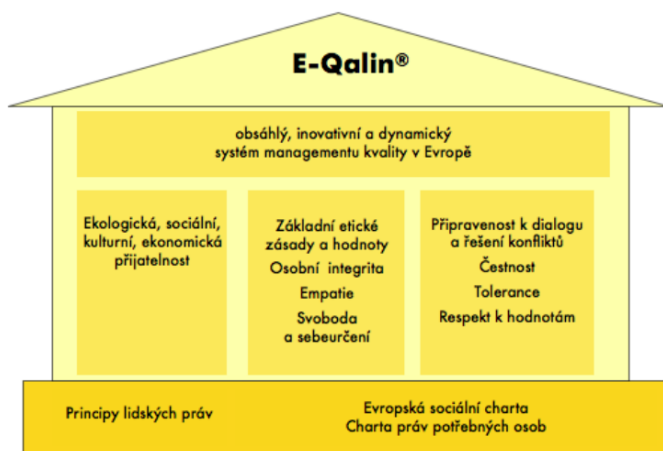 E-Qalin®
obsáhlý, inovativní a dynamický
systém managementu kvality v Evropě
Ekologická, sociální,
kulturní, ekonomická
přijatelnost
Základní etické
zásady a hodnoty
Osobní integrita
Empatie
Svoboda
a sebeurčení
Připravenost k dialogu
a řešení konfliktů
Čestnost
Tolerance
Respekt k hodnotám
Principy lidských práv
Evropská sociální charta
Charta práv potřebných osob